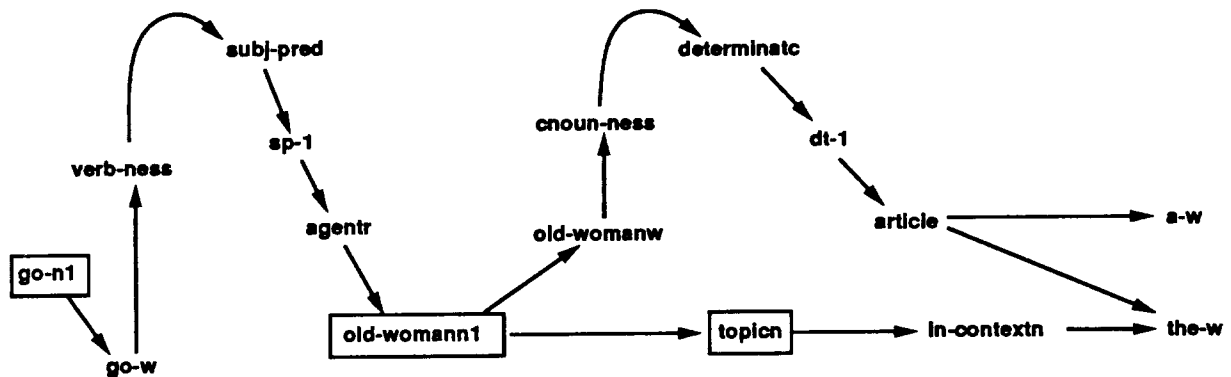 subj-pred
determinatc
cnoun-ness
sp-1
dt-1
verb-ness
agentr
old-womanw
article
a-w
go-n1
old-womann1
topicn
in-contextn
the-w
go-w